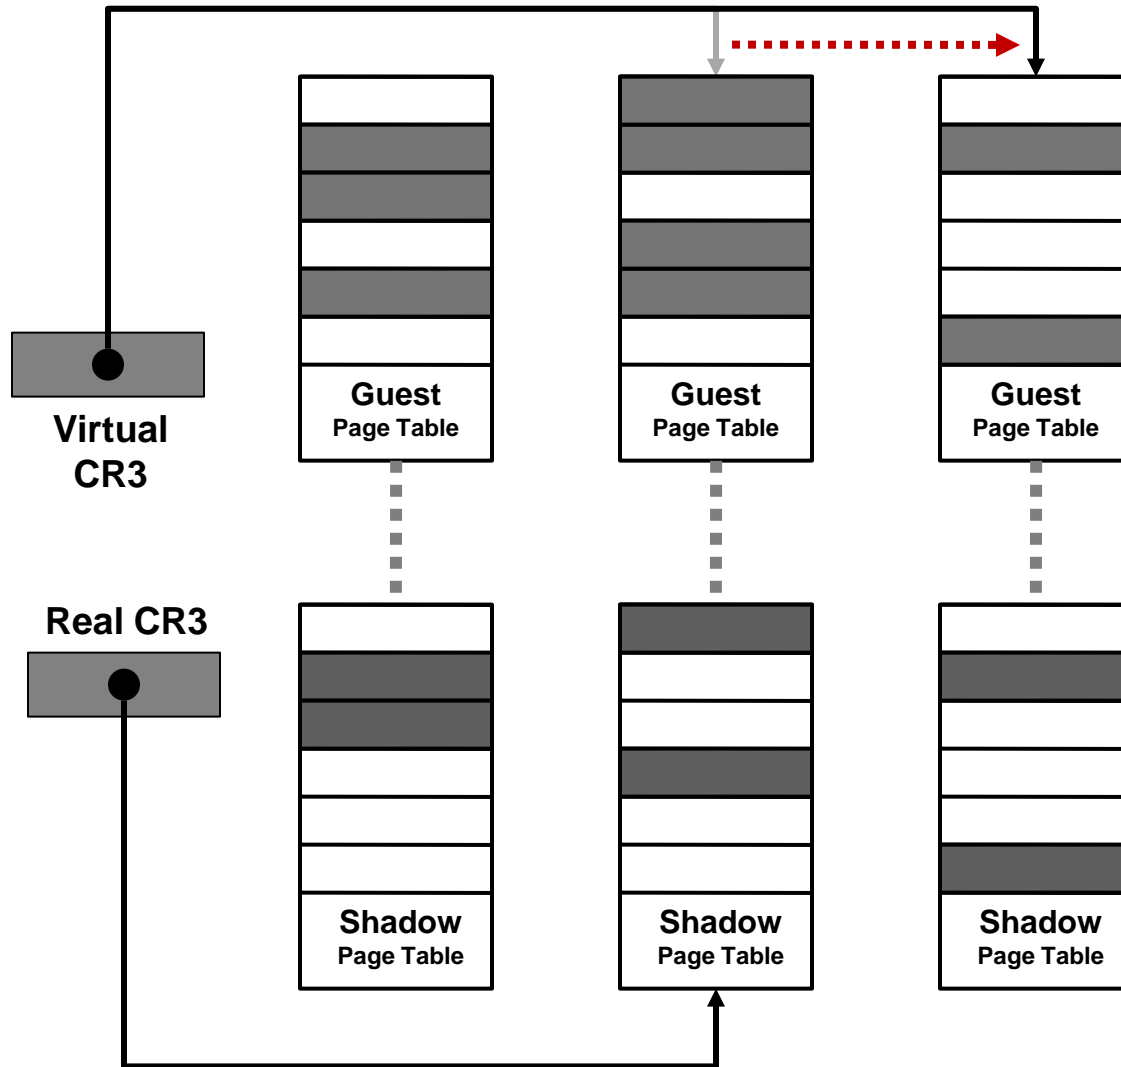 Guest
Page Table
Guest
Page Table
Guest
Page Table
Virtual
CR3
Real CR3
Shadow
Page Table
Shadow
Page Table
Shadow
Page Table